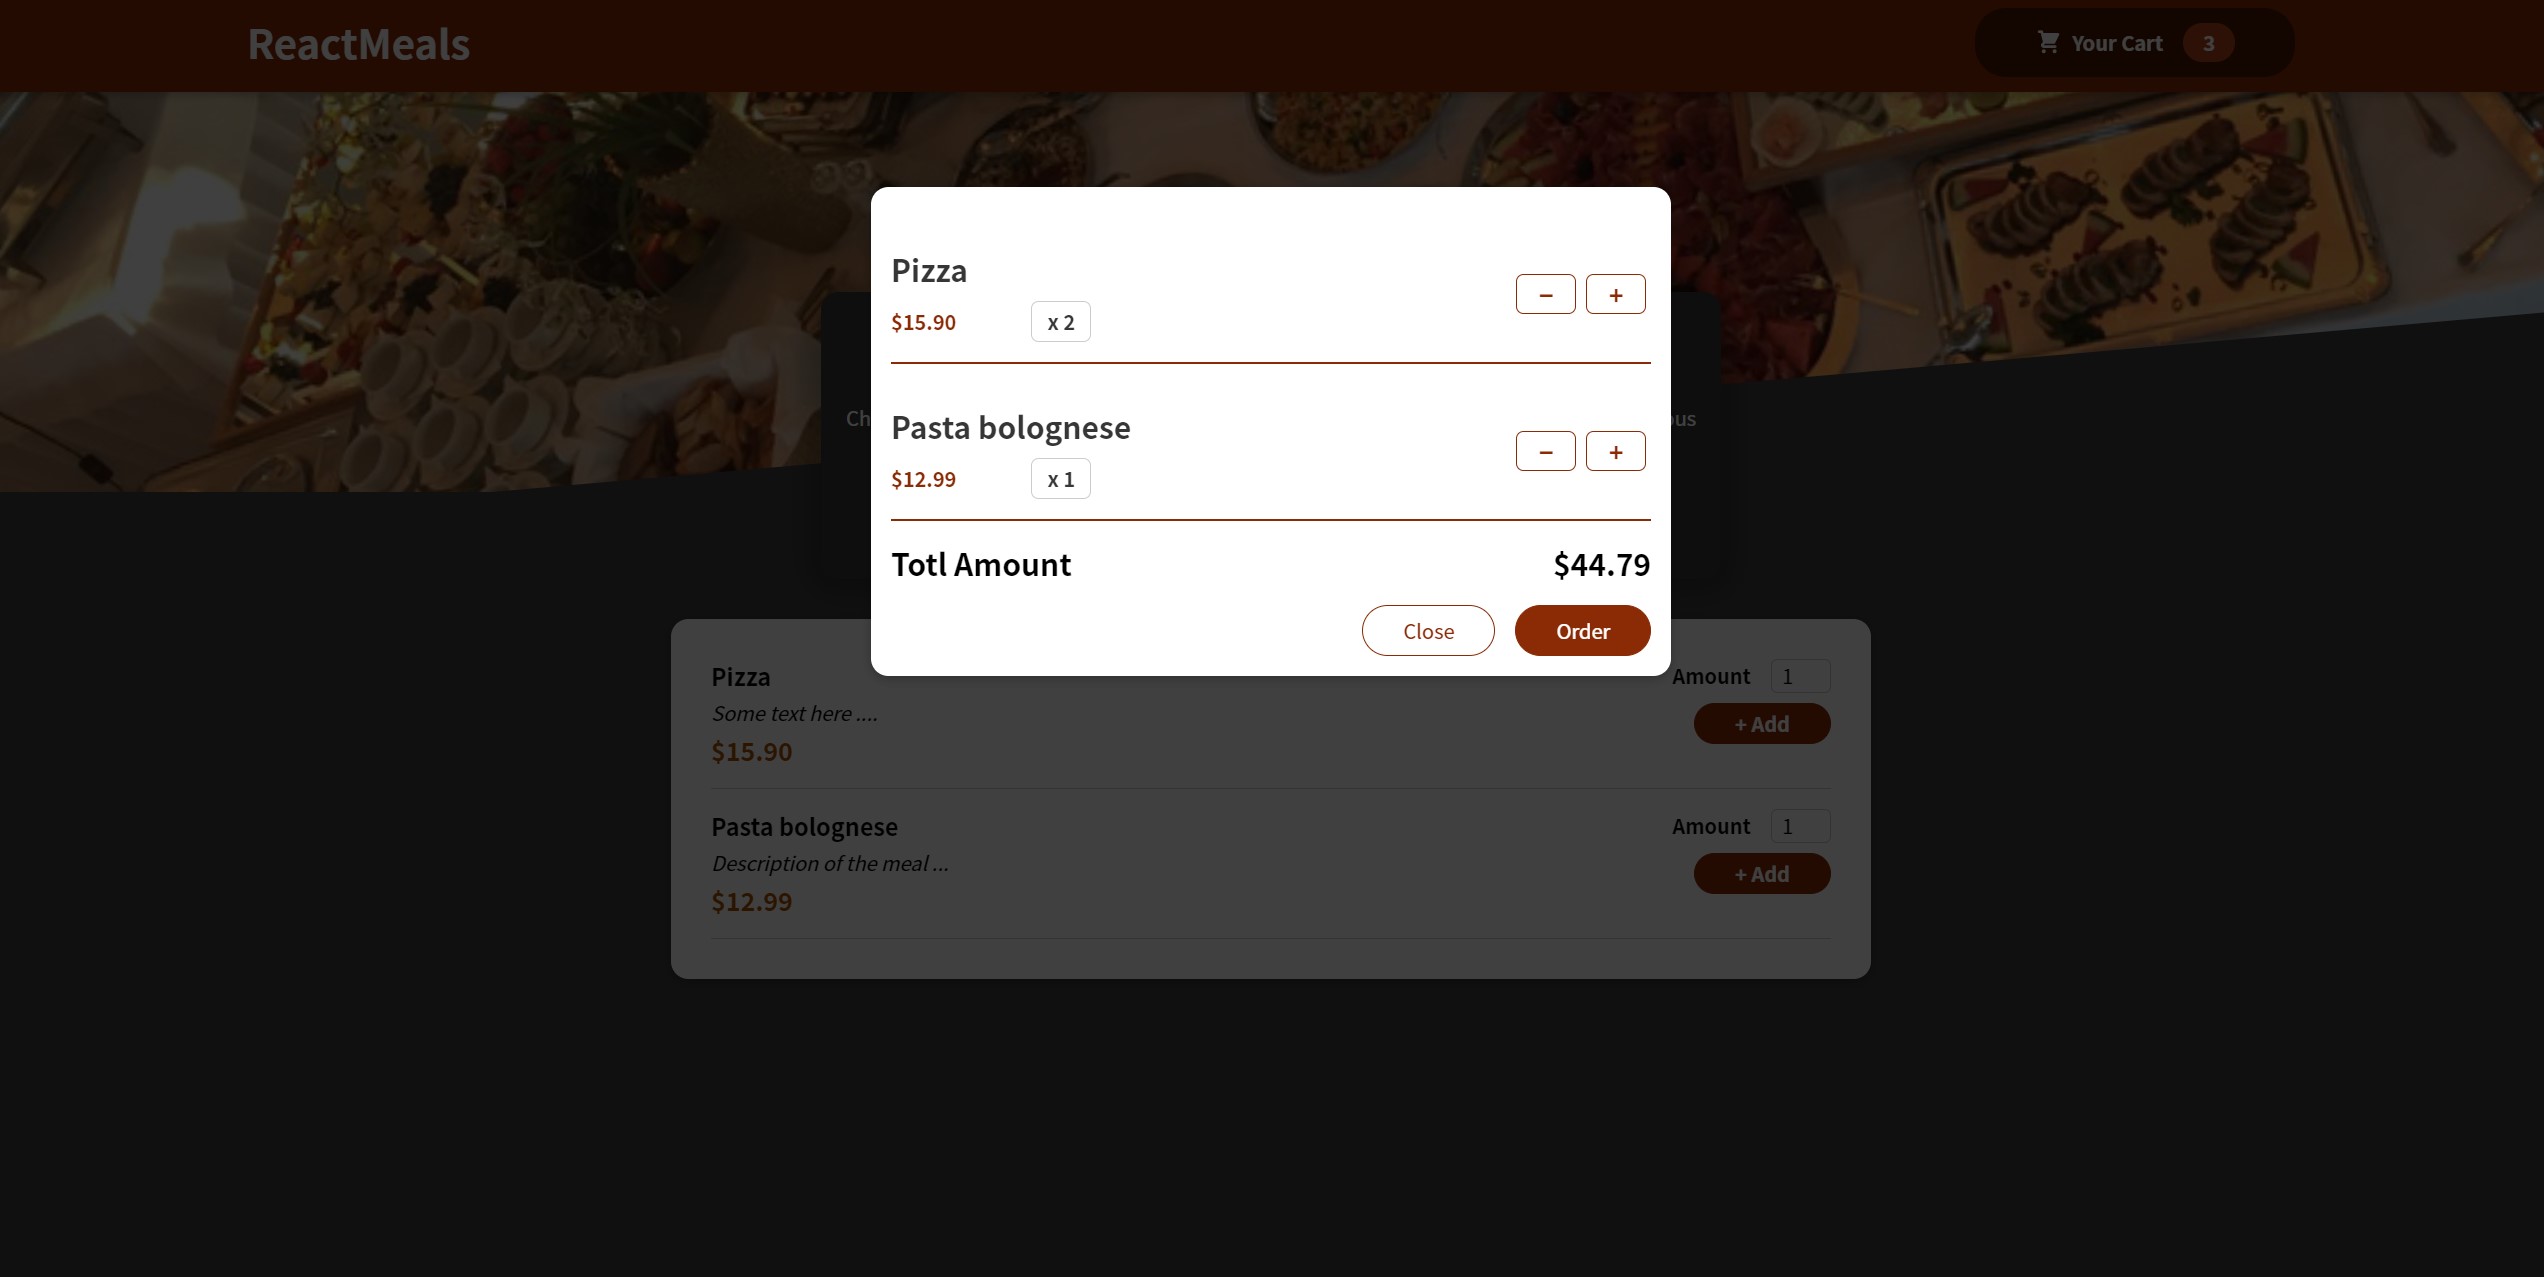 ReactMeals
Your Cart 3
Pizza
$15.90 x 2
− +
Pasta bolognese
$12.99 x 1
− +
Totl Amount $44.79
Close Order
Pizza
Some text here ....
$15.90
Amount 1
+ Add
Pasta bolognese
Description of the meal ...
$12.99
Amount 1
+ Add